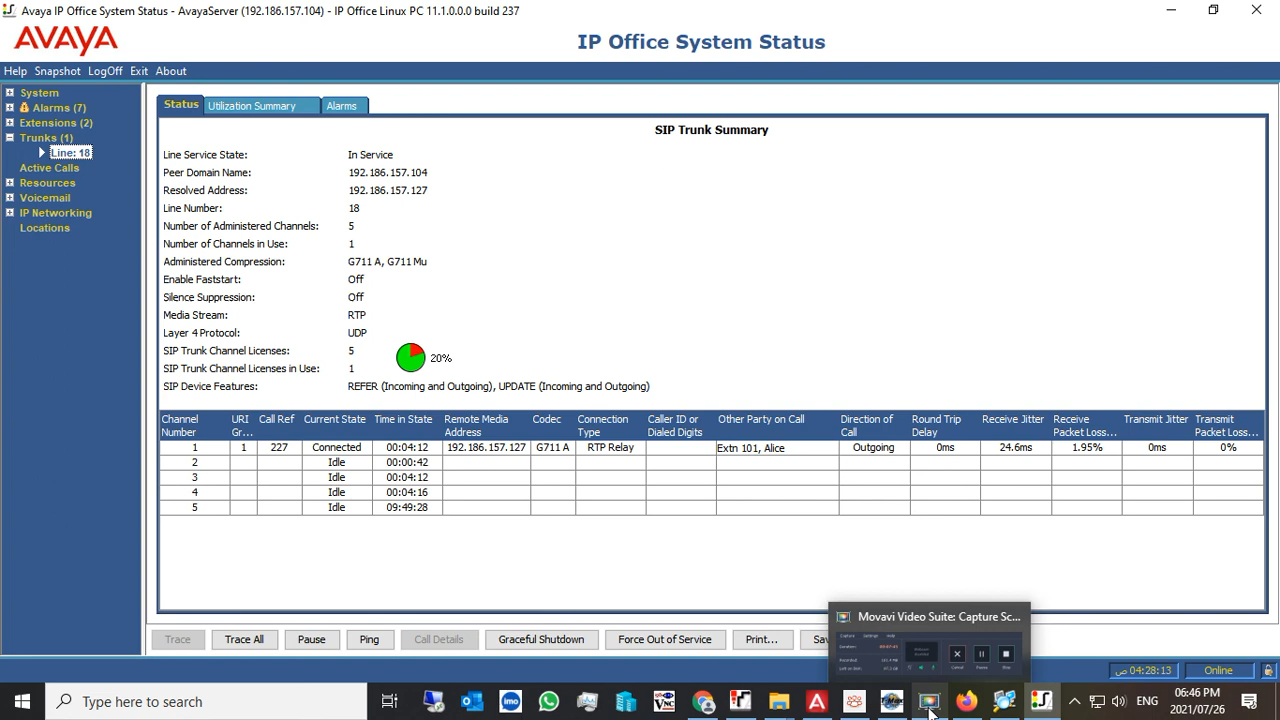 Avaya IP Office System Status - AvayaServer (192.186.157.104) - IP Office Linux PC 11.1.0.0.0 build 237
AVAYA
IP Office System Status
Help Snapshot LogOff Exit About
System
Alarms (7)
Extensions (2)
Trunks (1)
Line: 18
Active Calls
Resources
Voicemail
IP Networking
Locations
Status Utilization Summary Alarms
SIP Trunk Summary
Line Service State: In Service
Peer Domain Name: 192.186.157.104
Resolved Address: 192.186.157.127
Line Number: 18
Number of Administered Channels: 5
Number of Channels in Use: 1
Administered Compression: G711 A, G711 Mu
Enable Faststart: Off
Silence Suppression: Off
Media Stream: RTP
Layer 4 Protocol: UDP
SIP Trunk Channel Licenses: 5 20%
SIP Trunk Channel Licenses in Use: 1
SIP Device Features: REFER (Incoming and Outgoing), UPDATE (Incoming and Outgoing)
Channel URI Call Ref Current State Time in State Remote Media Codec Connection Caller ID or Other Party on Call Direction of Round Trip Receive Jitter Receive Transmit Jitter Transmit
Number Gr... Address Type Dialed Digits Call Delay Packet Loss... Packet Loss...
1 1 227 Connected 00:04:12 192.186.157.127 G711 A RTP Relay Extn 101, Alice Outgoing 0ms 24.6ms 1.95% 0ms 0%
2 Idle 00:00:42
3 Idle 00:04:12
4 Idle 00:04:16
5 Idle 09:49:28
Movavi Video Suite: Capture Sc...
Trace Trace All Pause Ping Call Details Graceful Shutdown Force Out of Service Print... Sav
04:28:13 ص Online
Type here to search
ENG
06:46 PM
2021/07/26